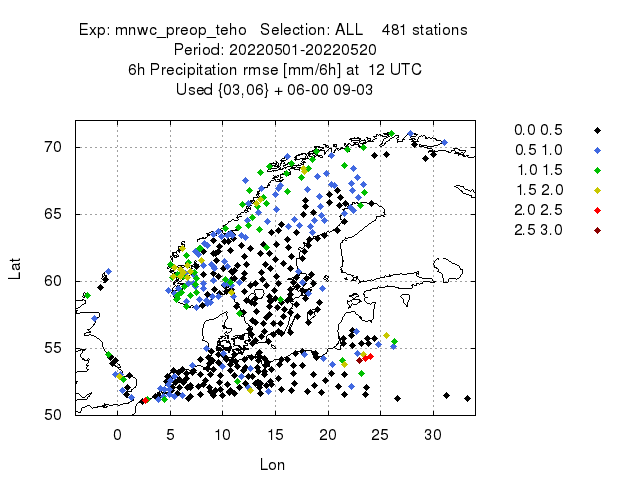 Exp: mnwc_preop_teho Selection: ALL 481 stations
Period: 20220501-20220520
6h Precipitation rmse [mm/6h] at 12 UTC
Used {03,06} + 06-00 09-03
0.0 0.5
0.5 1.0
1.0 1.5
1.5 2.0
2.0 2.5
2.5 3.0
70
65
60
55
50
Lat
0 5 10 15 20 25 30
Lon